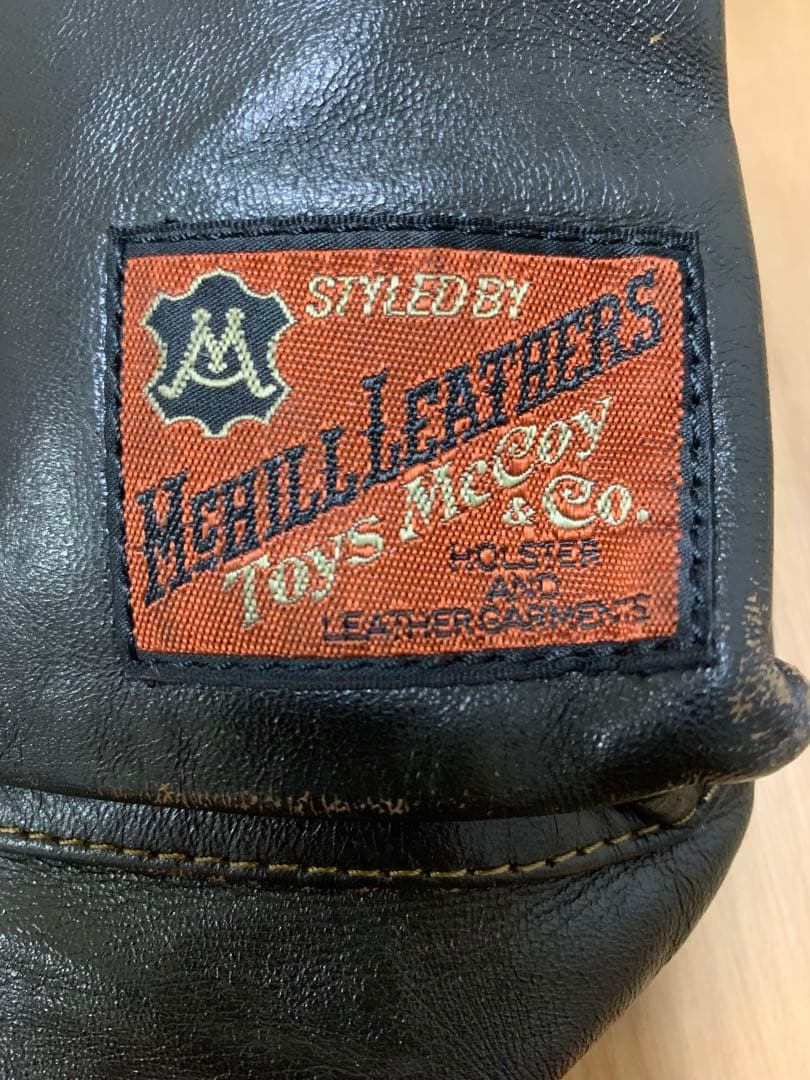 M
STYLED BY
McHILL LEATHERS
Toys McCoy
& Co.
HOLSTER
AND
LEATHER GARMENTS